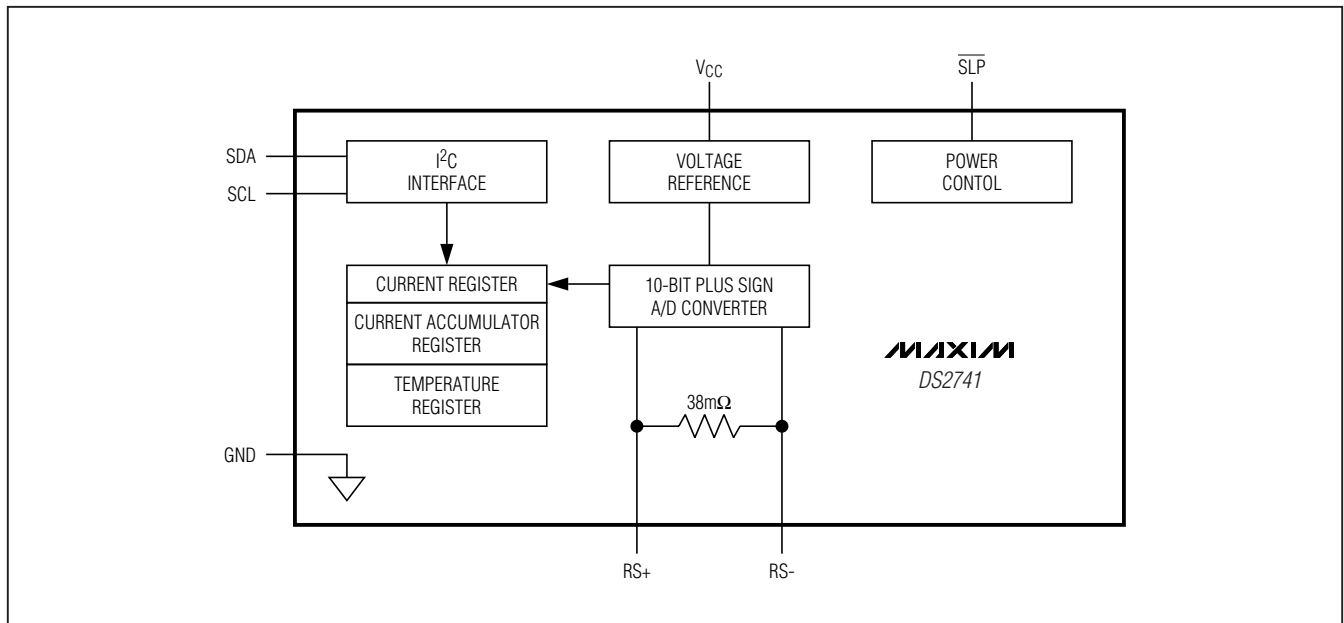 VCC
SLP
SDA
SCL
I2C
INTERFACE
VOLTAGE
REFERENCE
POWER
CONTOL
CURRENT REGISTER
CURRENT ACCUMULATOR
REGISTER
TEMPERATURE
REGISTER
10-BIT PLUS SIGN
A/D CONVERTER
MAXIM
DS2741
38mΩ
GND
RS+
RS-